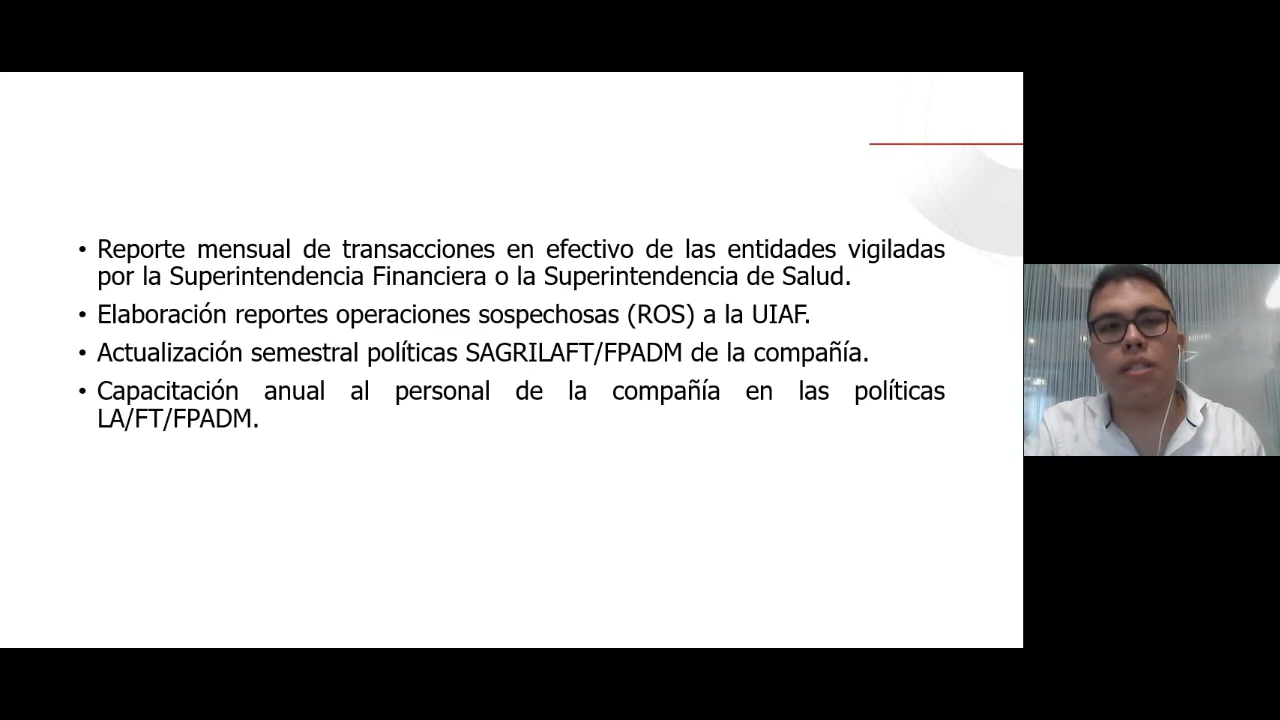 • Reporte mensual de transacciones en efectivo de las entidades vigiladas
por la Superintendencia Financiera o la Superintendencia de Salud.
• Elaboración reportes operaciones sospechosas (ROS) a la UIAF.
• Actualización semestral políticas SAGRILAFT/FPADM de la compañía.
• Capacitación anual al personal de la compañía en las políticas
LA/FT/FPADM.